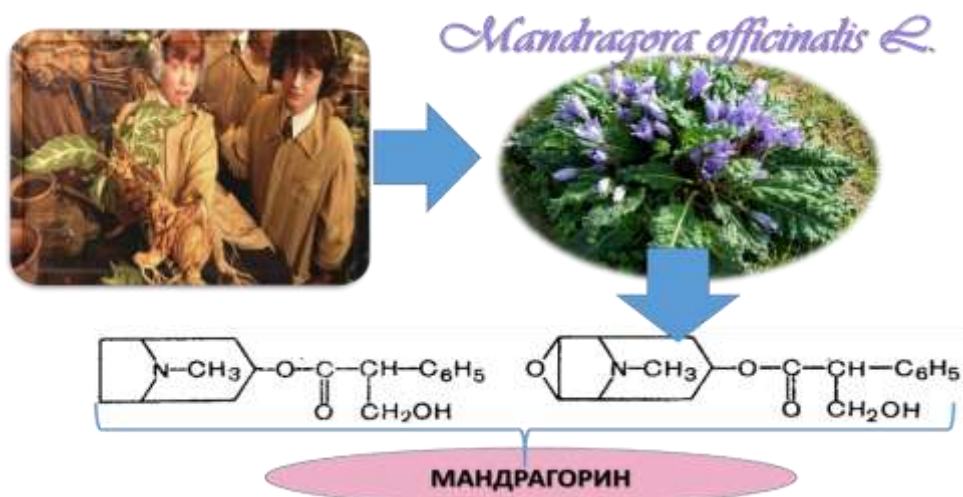 Mandragora officinalis L.
N—CH3 —O—C—CH—C6H5 O N—CH3 —O—C—CH—C6H5
O CH2OH O CH2OH
МАНДРАГОРИН